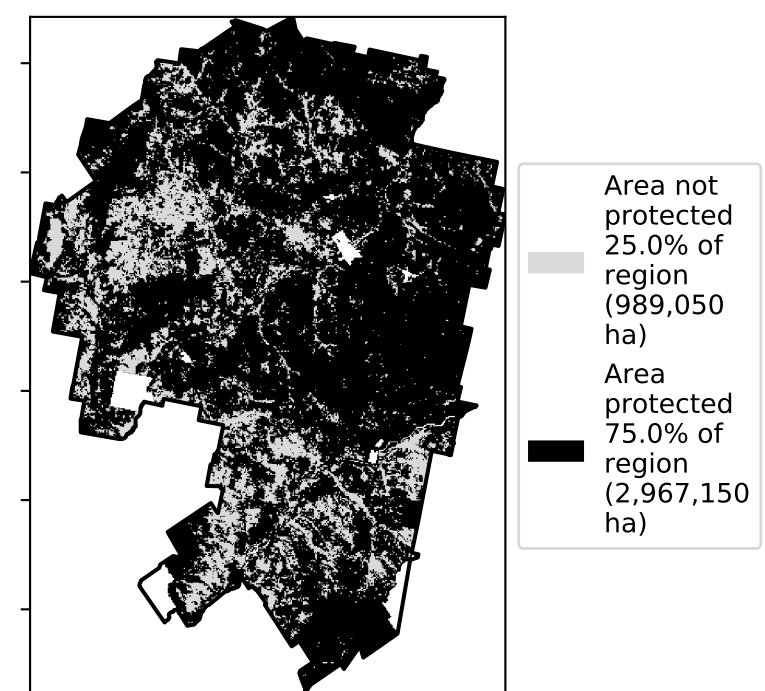 Area not
protected
25.0% of
region
(989,050
ha)
Area
protected
75.0% of
region
(2,967,150
ha)